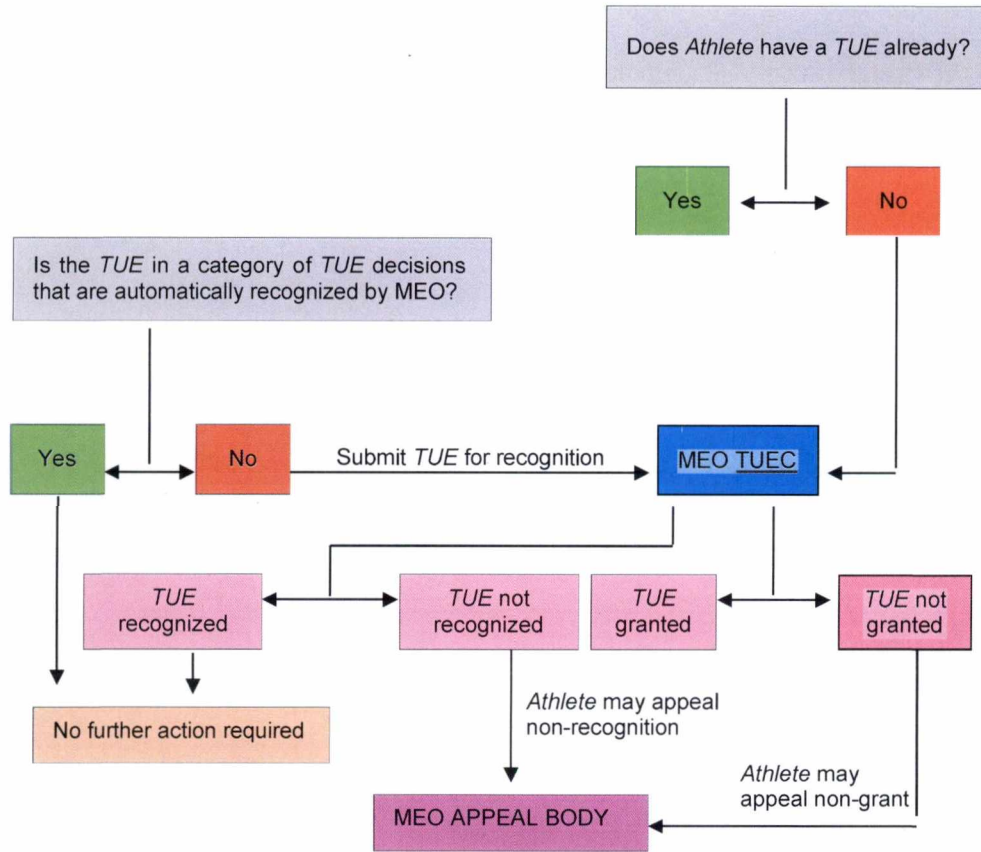 Does Athlete have a TUE already?
Yes
No
Is the TUE in a category of TUE decisions
that are automatically recognized by MEO?
Yes
No
Submit TUE for recognition
MEO TUEC
TUE
recognized
TUE not
recognized
TUE
granted
TUE not
granted
No further action required
Athlete may appeal
non-recognition
Athlete may
appeal non-grant
MEO APPEAL BODY